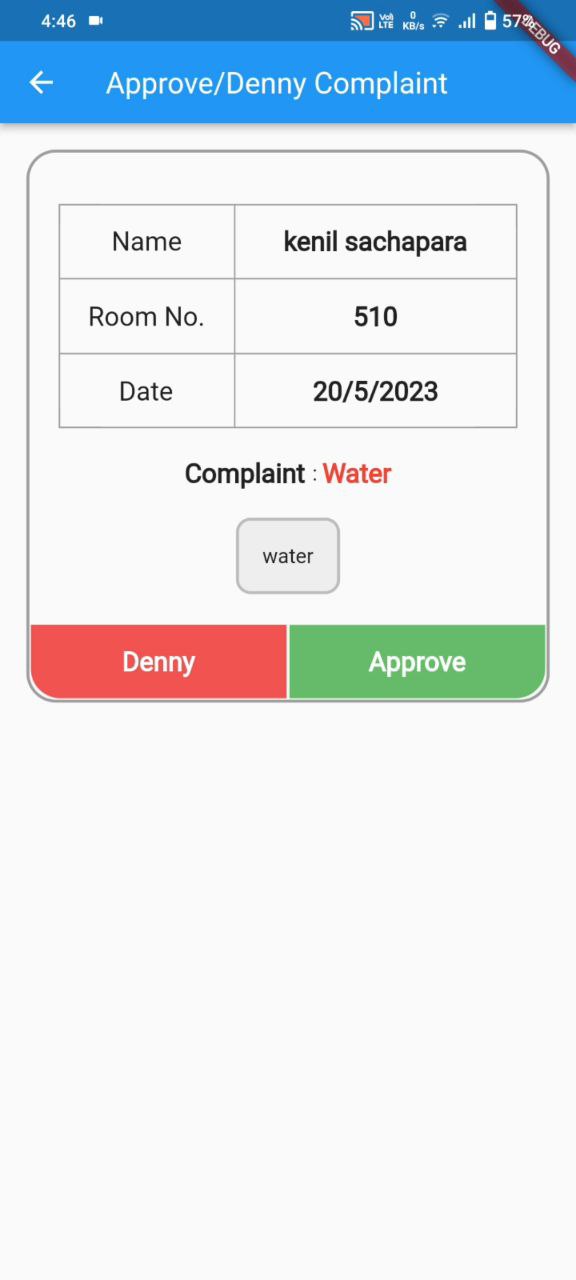 4:46 Vo) LTE 0 KB/s 57% DEBUG
Approve/Denny Complaint
Name kenil sachapara
Room No. 510
Date 20/5/2023
Complaint : Water
water
Denny Approve